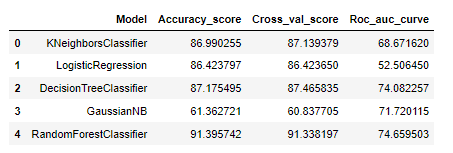 Model Accuracy_score Cross_val_score Roc_auc_curve
0 KNeighborsClassifier 86.990255 87.139379 68.671620
1 LogisticRegression 86.423797 86.423650 52.506450
2 DecisionTreeClassifier 87.175495 87.465835 74.082257
3 GaussianNB 61.362721 60.837705 71.720115
4 RandomForestClassifier 91.395742 91.338197 74.659503